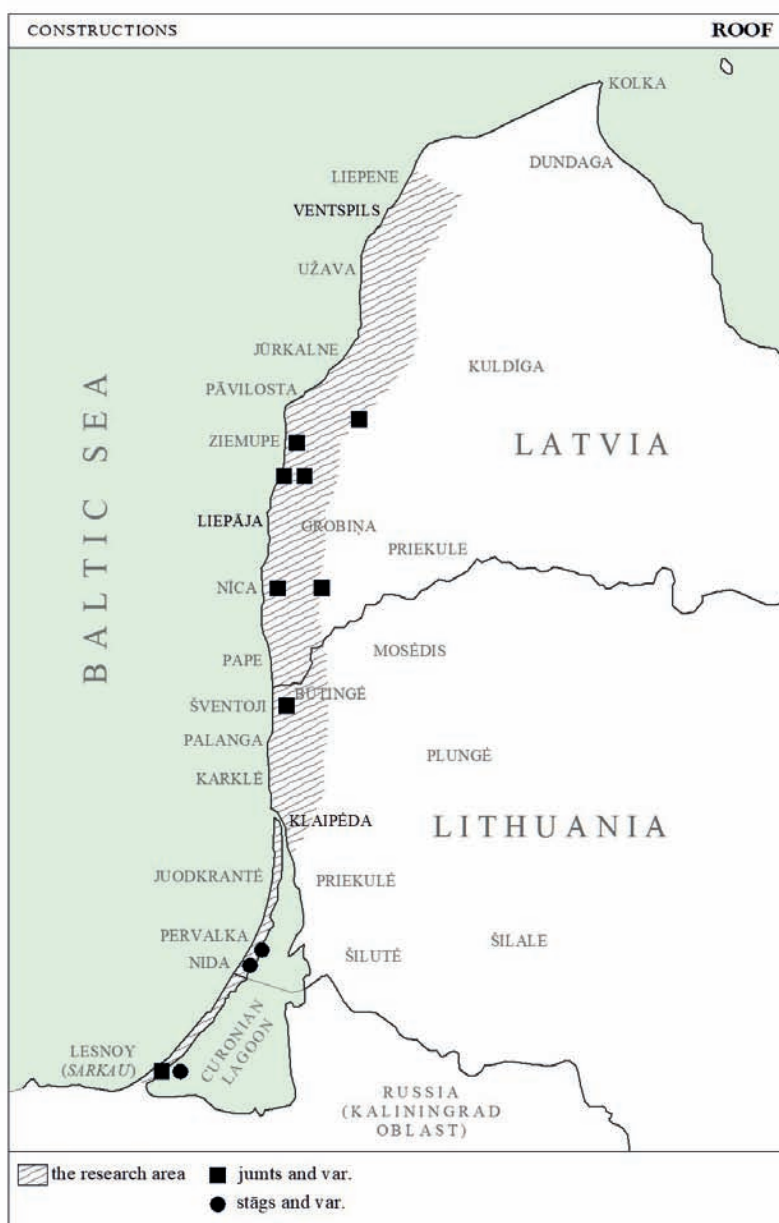 CONSTRUCTIONS
ROOF
KOLKA
DUNDAGA
LIEPENE
VENTSPILS
UŽAVA
JŪRKALNE
KULDĪGA
PĀVILOSTA
ZIEMUPE
LATVIA
BALTIC SEA
LIEPĀJA
GROBIŅA
PRIEKULE
NĪCA
MOSĖDIS
PAPE
BŪTINGĖ
ŠVENTOJI
PALANGA
PLUNGĖ
KARKLĖ
KLAIPĖDA
LITHUANIA
JUODKRANTĖ
PRIEKULĖ
PERVALKA
ŠILALE
NIDA
ŠILUTĖ
CURONIAN
LAGOON
LESNOY
(SARKAU)
RUSSIA
(KALININGRAD
OBLAST)
the research area
jumts and var.
stāgs and var.